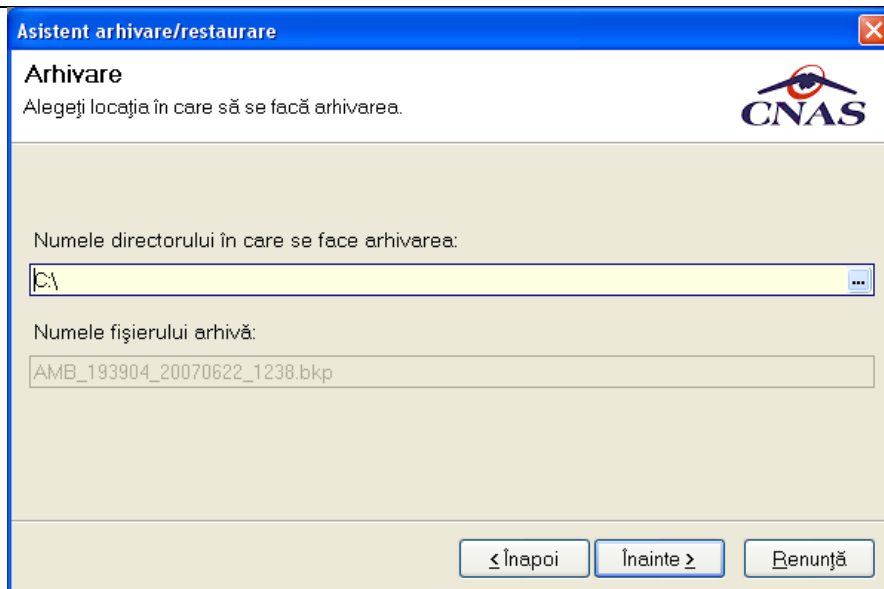 Asistent arhivare/restaurare
Arhivare
Alegeţi locaţia în care să se facă arhivarea.
CNAS
Numele directorului în care se face arhivarea:
C:\
...
Numele fişierului arhivă:
AMB_193904_20070622_1238.bkp
< Înapoi
Înainte >
Renunţă